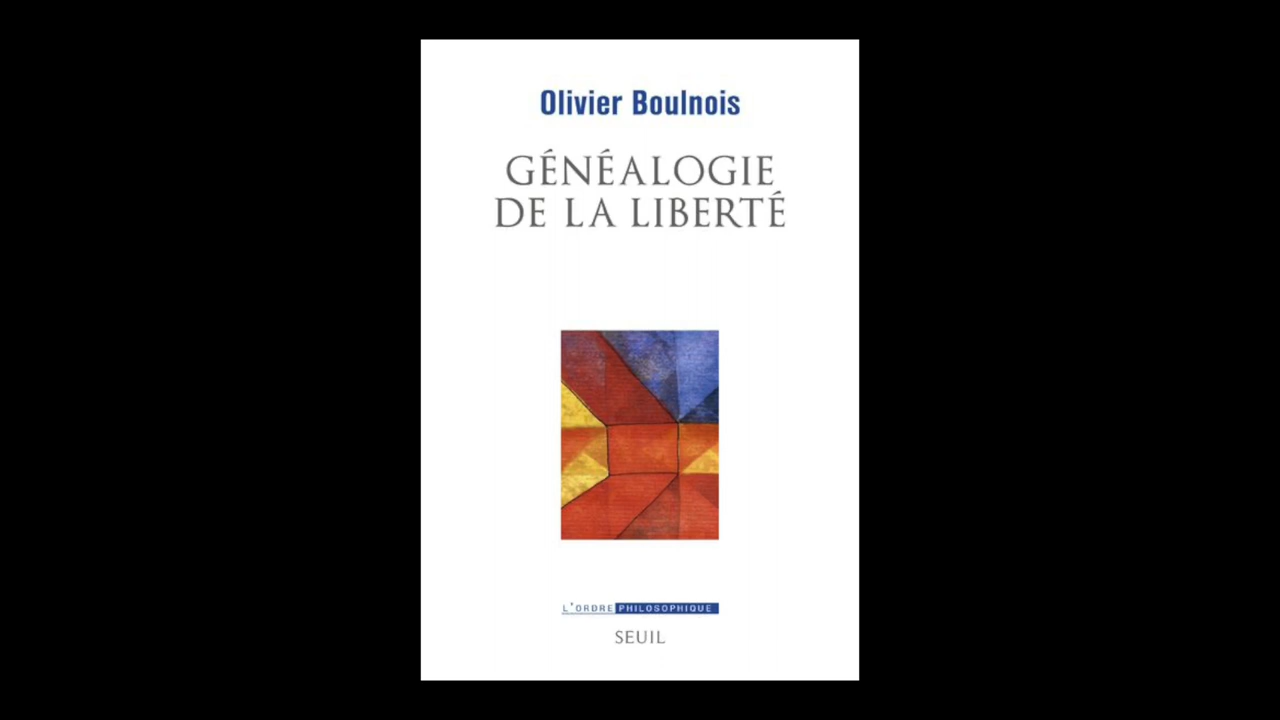 Olivier Boulnois
GÉNÉALOGIE
DE LA LIBERTÉ
L'ORDRE PHILOSOPHIQUE
SEUIL